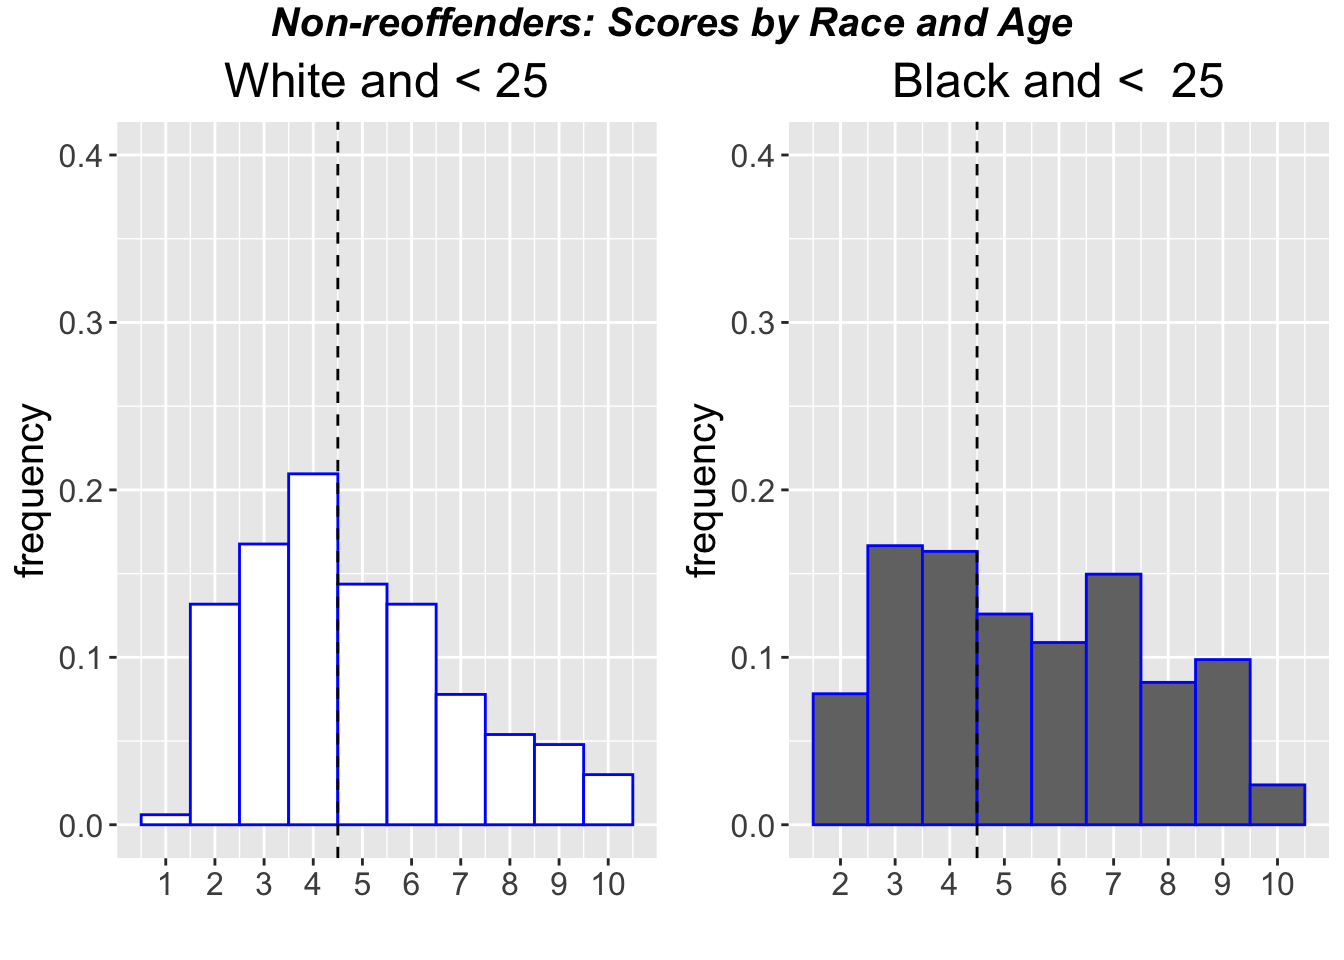 Non-reoffenders: Scores by Race and Age
White and < 25
frequency
0.4
0.3
0.2
0.1
0.0
1 2 3 4 5 6 7 8 9 10
Black and <  25
frequency
0.4
0.3
0.2
0.1
0.0
2 3 4 5 6 7 8 9 10